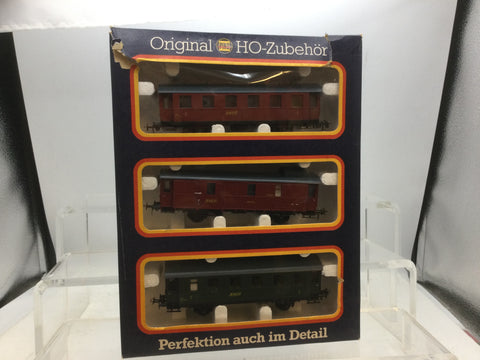 Original HO-Zubehör
Perfektion auch im Detail